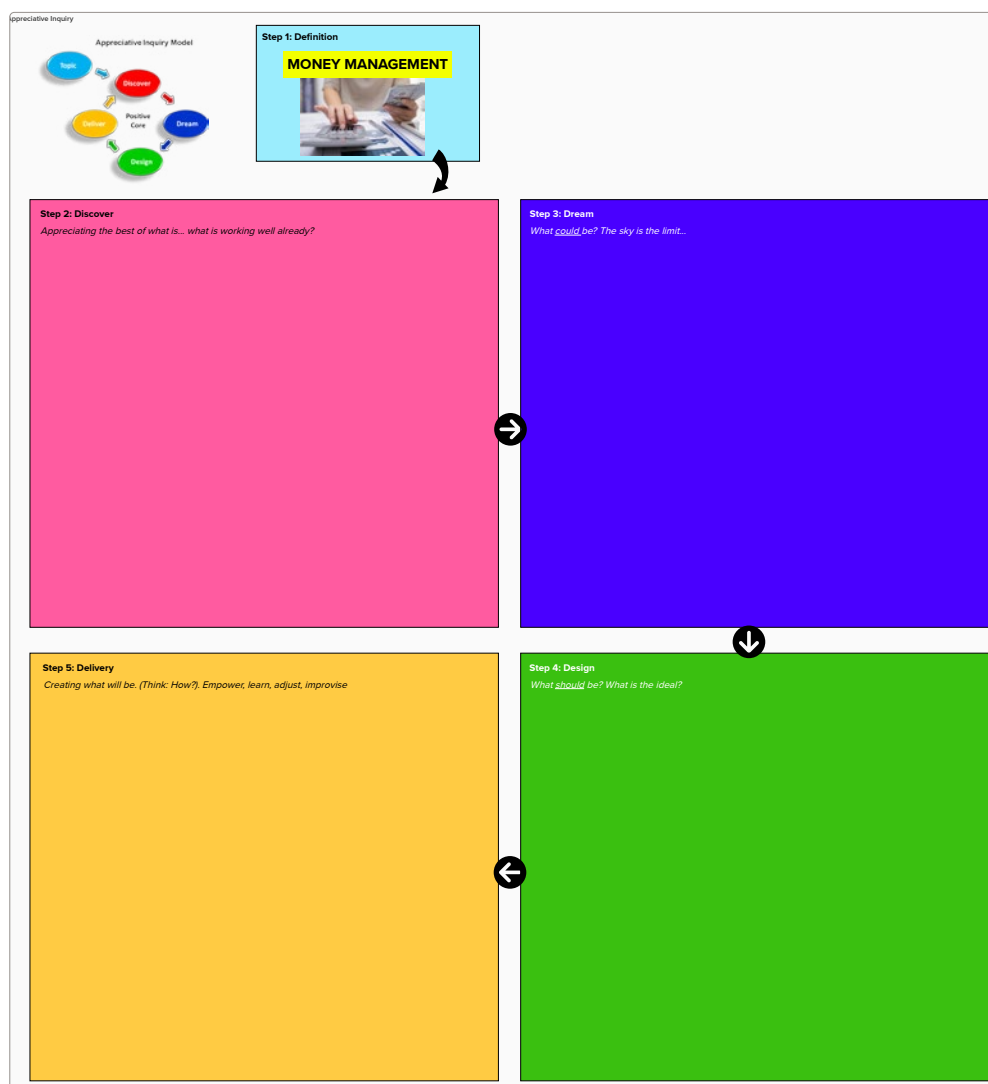 ppreciative Inquiry
Appreciative Inquiry Model
Topic
Discover
Deliver
Positive
Core
Dream
Design
Step 1: Definition
MONEY MANAGEMENT
Step 2: Discover
Appreciating the best of what is... what is working well already?
Step 3: Dream
What could be? The sky is the limit...
Step 5: Delivery
Creating what will be. (Think: How?). Empower, learn, adjust, improvise
Step 4: Design
What should be? What is the ideal?